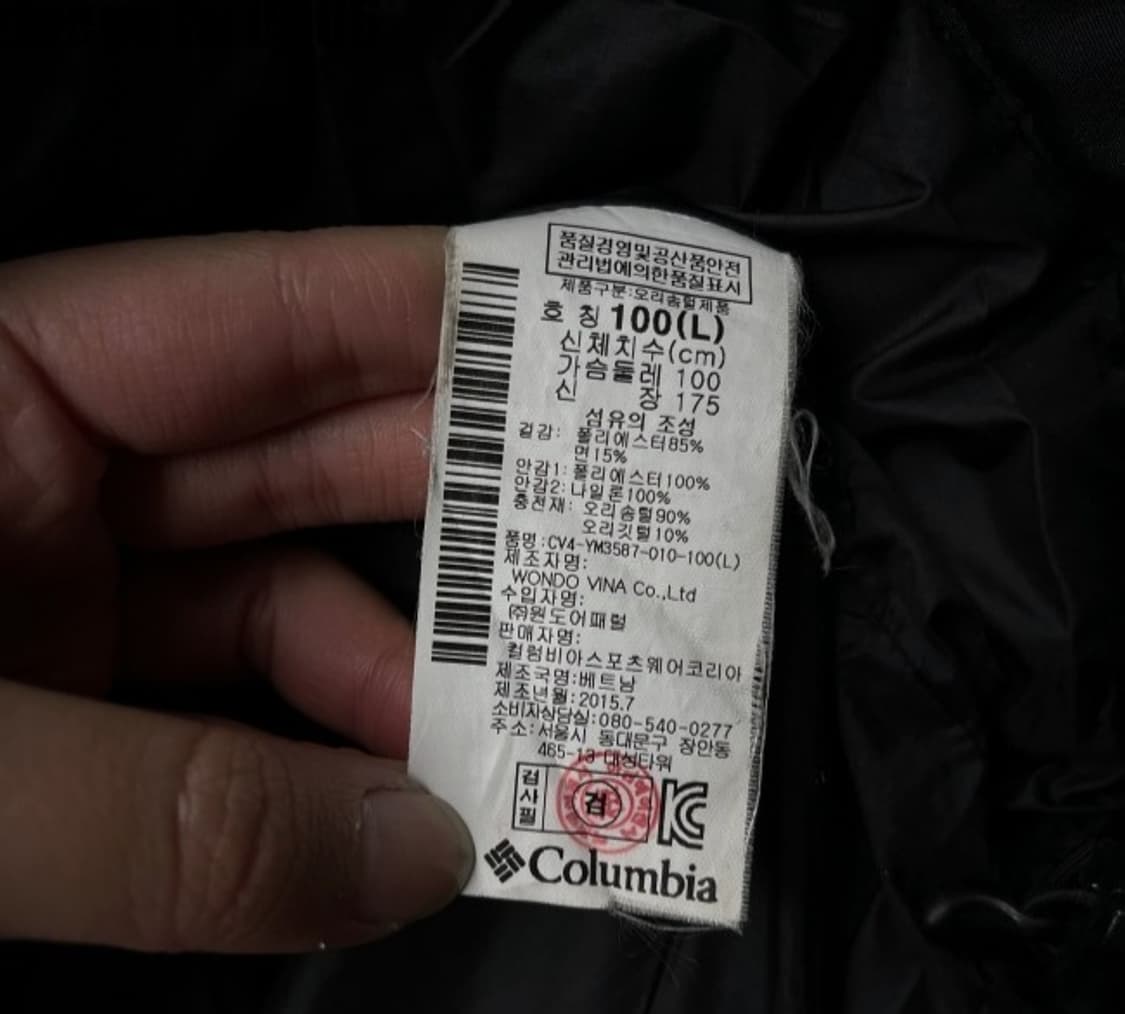 품질경영및공산품안전
관리법에의한품질표시
제품구분:오리솜털제품
호 칭 100(L)
신체치수(cm)
가슴둘레 100
신 장 175
섬유의 조성
겉감: 폴리에스터85%
면15%
안감1: 폴리에스터100%
안감2: 나일론100%
충전재: 오리솜털90%
오리깃털10%
품명:CV4-YM3587-010-100(L)
제조자명:
WONDO VINA Co.,Ltd
수입자명:
㈜원도어패럴
판매자명:
컬럼비아스포츠웨어코리아
제조국명:베트남
제조년월:2015.7
소비자상담실:080-540-0277
주소:서울시 동대문구 장안동
465-13 대성타워
검사필
검
KC
Columbia